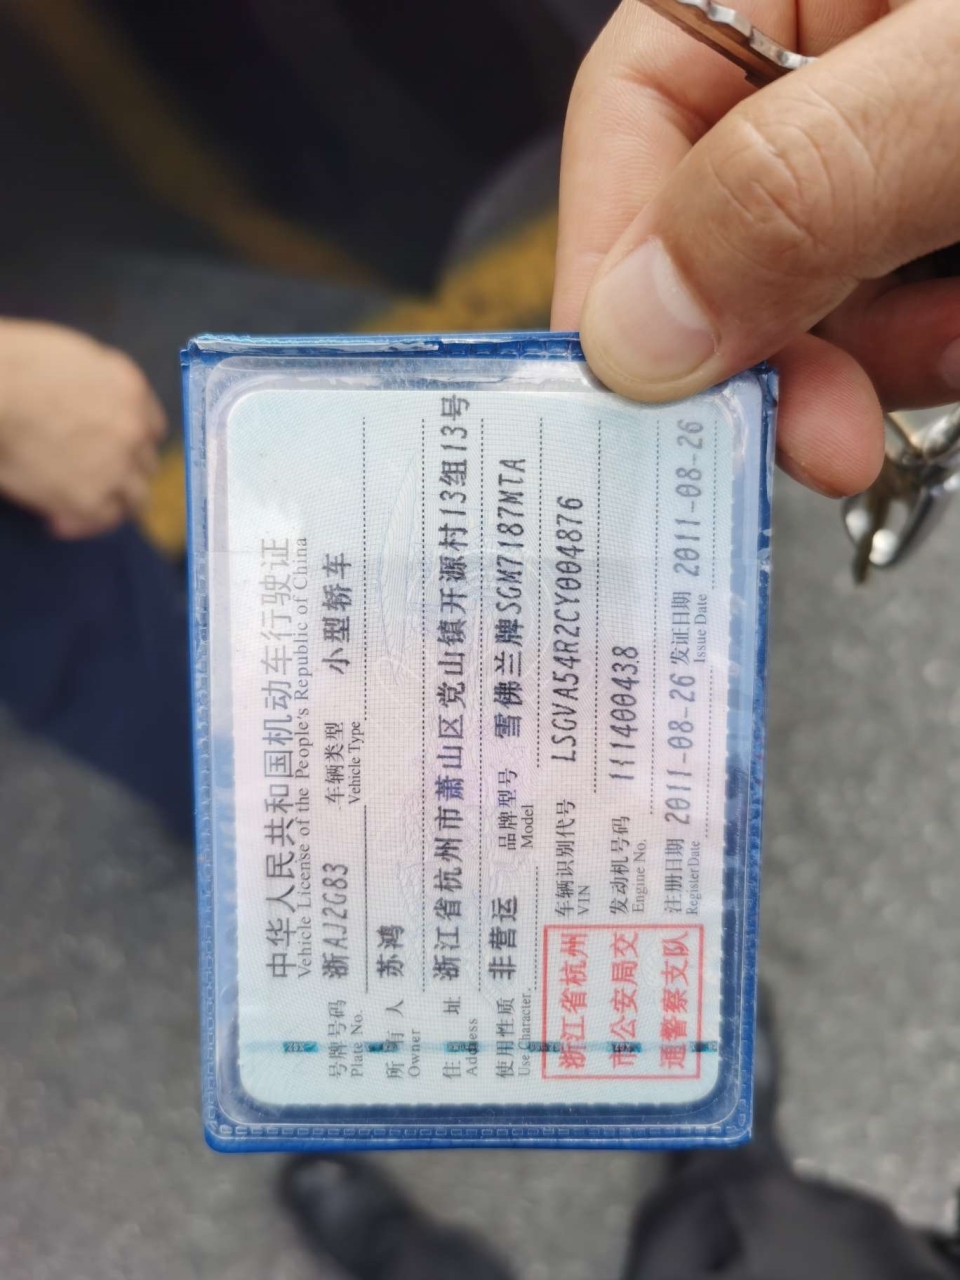 中华人民共和国机动车行驶证
Vehicle License of the People's Republic of China
号牌号码 浙AJ2G83 车辆类型 小型轿车
Plate No. Vehicle Type
所有人 苏鸿
Owner
住址 浙江省杭州市萧山区党山镇开源村13组13号
Address
使用性质 非营运 品牌型号 雪佛兰牌SGM7187MTA
Use Character Model
浙江省杭州
市公安局交
通警察支队
车辆识别代号 LSGVA54R2CY004876
VIN
发动机号码 111400438
Engine No.
注册日期 2011-08-26 发证日期 2011-08-26
Register Date Issue Date